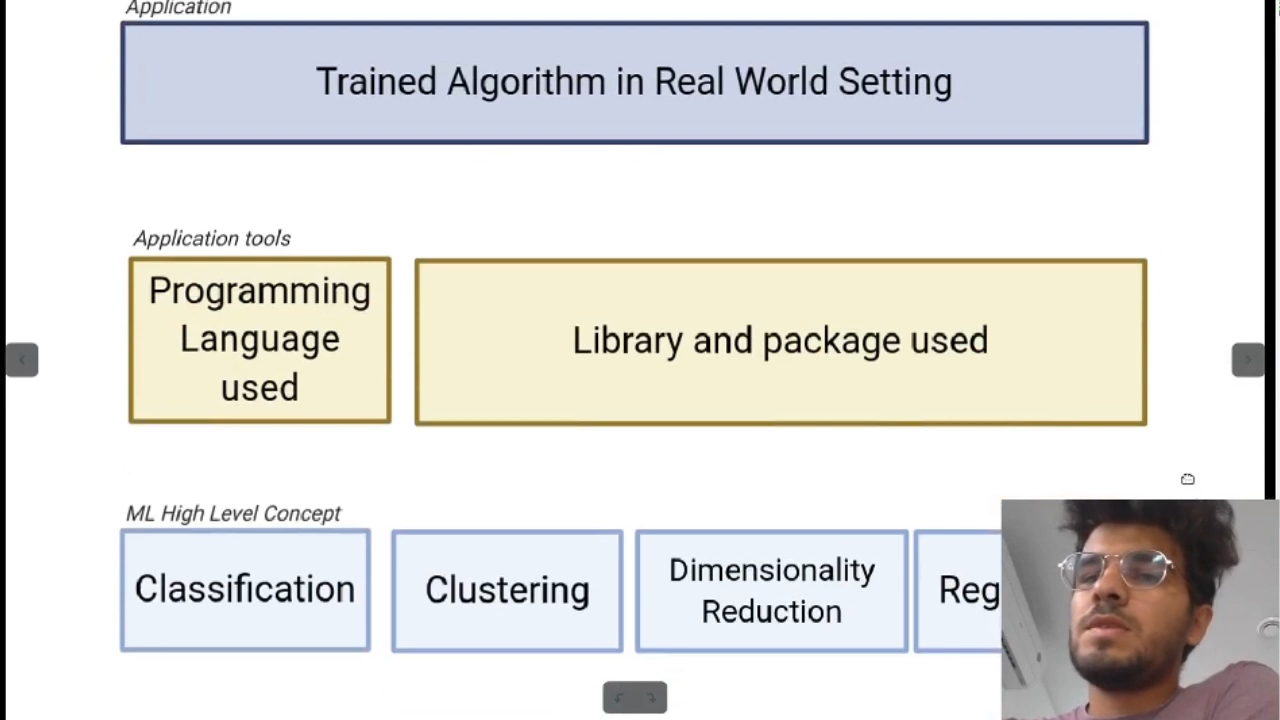 Application
Trained Algorithm in Real World Setting
Application tools
Programming
Language
used
Library and package used
ML High Level Concept
Classification
Clustering
Dimensionality
Reduction
Reg